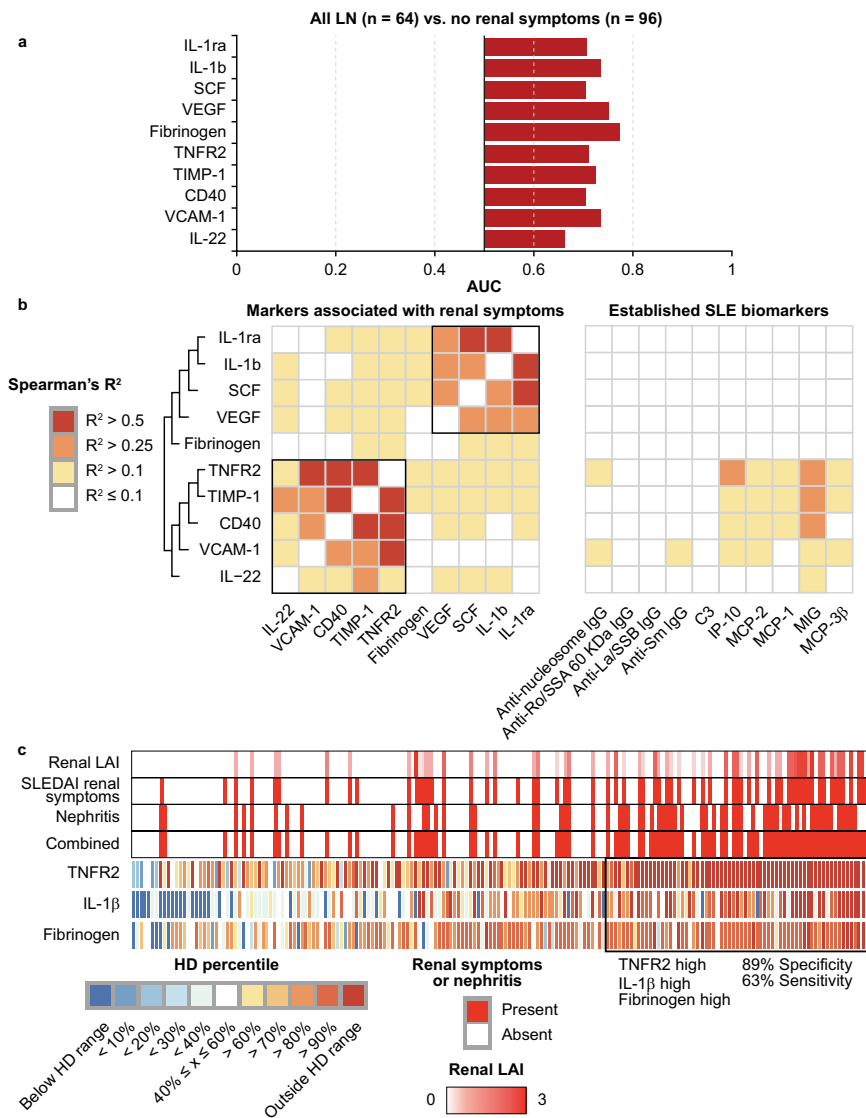 All LN (n = 64) vs. no renal symptoms (n = 96)
a
IL-1ra
IL-1b
SCF
VEGF
Fibrinogen
TNFR2
TIMP-1
CD40
VCAM-1
IL-22
0 0.2 0.4 0.6 0.8 1
AUC
b
Markers associated with renal symptoms
Established SLE biomarkers
Spearman's R²
R² > 0.5
R² > 0.25
R² > 0.1
R² ≤ 0.1
IL-1ra
IL-1b
SCF
VEGF
Fibrinogen
TNFR2
TIMP-1
CD40
VCAM-1
IL−22
IL-22
VCAM-1
CD40
TIMP-1
TNFR2
Fibrinogen
VEGF
SCF
IL-1b
IL-1ra
Anti-nucleosome IgG
Anti-Ro/SSA 60 KDa IgG
Anti-La/SSB IgG
Anti-Sm IgG
C3
IP-10
MCP-2
MCP-1
MIG
MCP-3β
c
Renal LAI
SLEDAI renal
symptoms
Nephritis
Combined
TNFR2
IL-1β
Fibrinogen
TNFR2 high
IL-1β high
Fibrinogen high
89% Specificity
63% Sensitivity
HD percentile
Below HD range
< 10%
< 20%
< 30%
< 40%
40% ≤ x ≤ 60%
> 60%
> 70%
> 80%
> 90%
Outside HD range
Renal symptoms
or nephritis
Present
Absent
Renal LAI
0 3